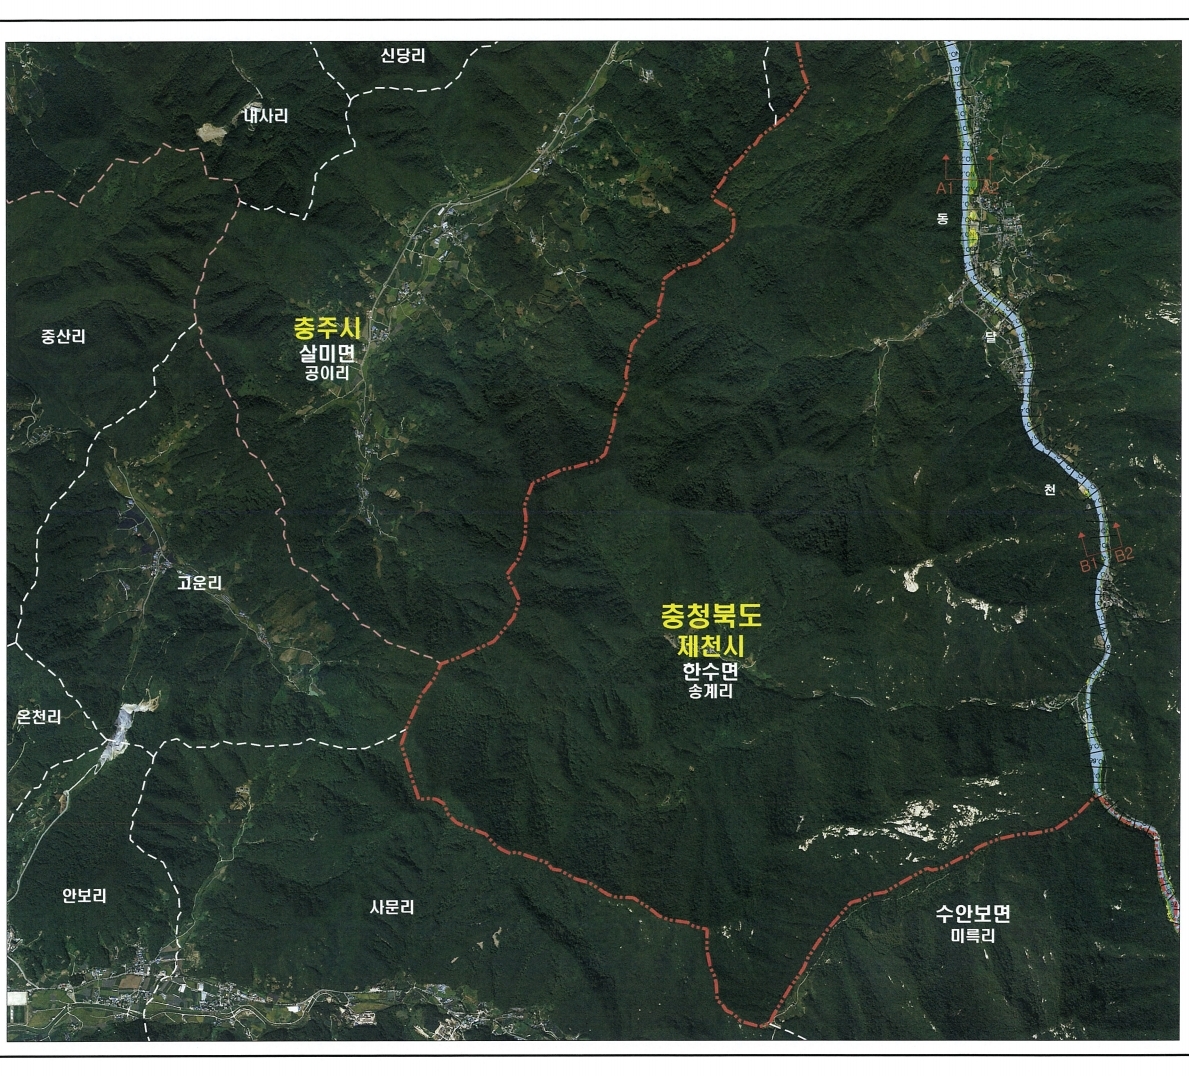 신당리
내사리
A1
A2
동
충주시
살미면
공이리
중산리
달
천
B1
B2
고운리
충청북도
제천시
한수면
송계리
온천리
안보리
사문리
수안보면
미륵리